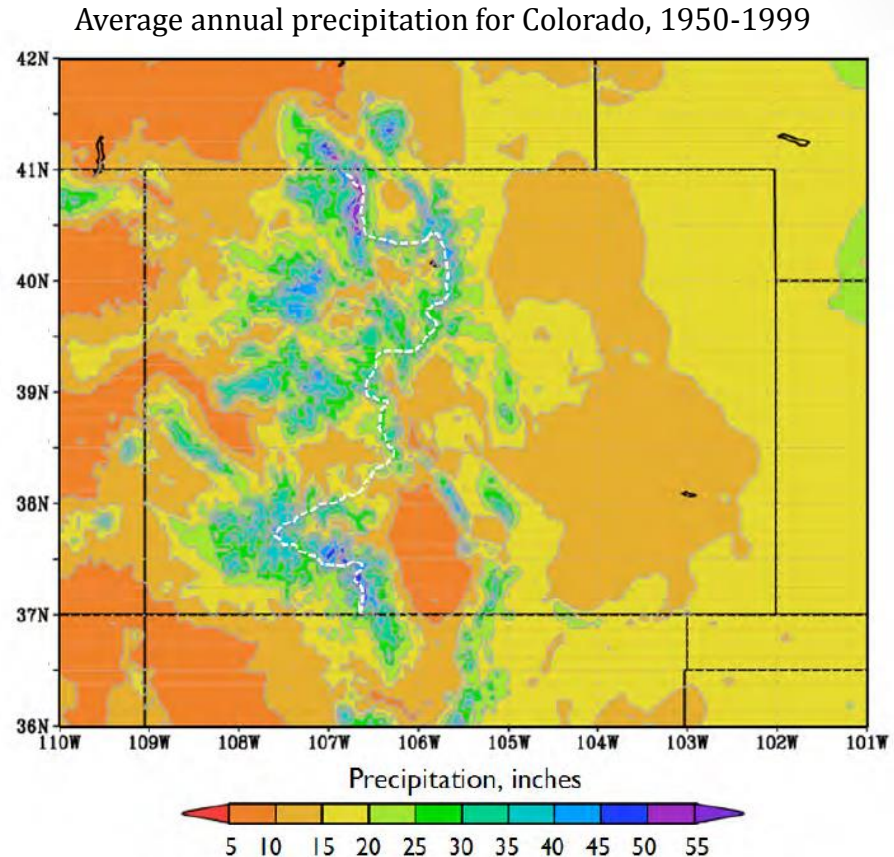 Average annual precipitation for Colorado, 1950-1999
42N
41N
40N
39N
38N
37N
36N
110W 109W 108W 107W 106W 105W 104W 103W 102W 101W
Precipitation, inches
5 10 15 20 25 30 35 40 45 50 55